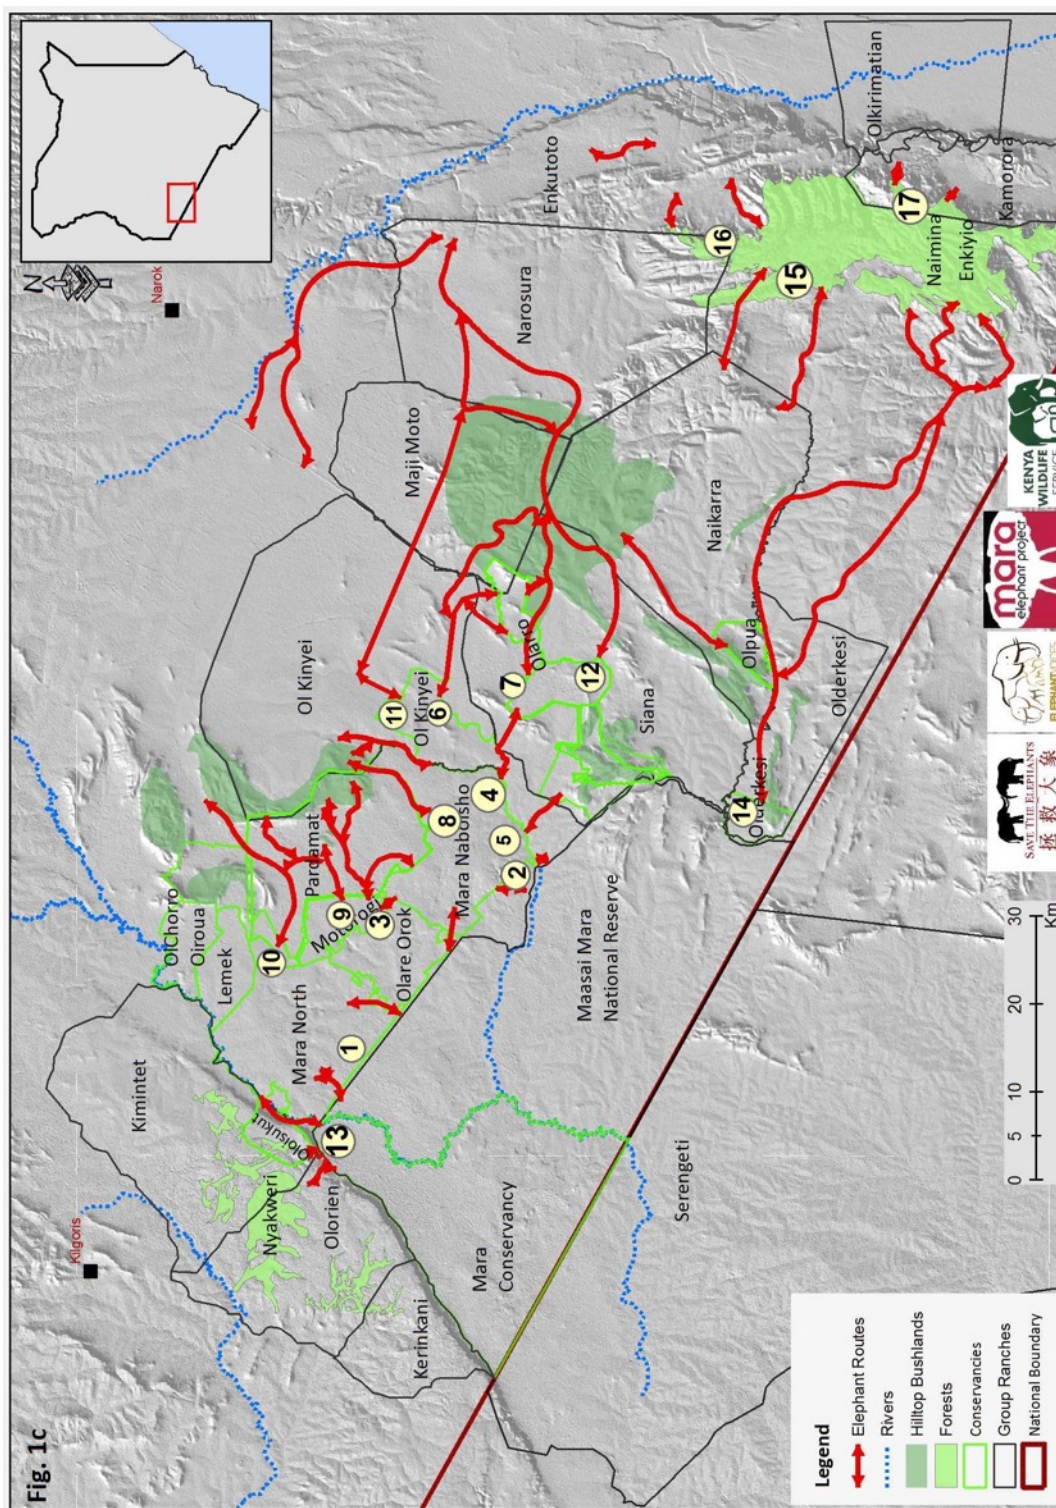 Fig. 1c
N
Narok
Kilgoris
Kimintet
OlChorro
Oiroua
Lemek
Mara North
Pardamat
Motorogi
Olare Orok
Mara Naboisho
Ol Kinyei
Ol Kinyei
Maji Moto
Narosura
Enkutoto
Olkirimatian
Kamorora
Naimina
Enkiyio
Naikarra
Olarro
Siana
Olpua
Olderkesi
Olderkesi
Maasai Mara
National Reserve
Serengeti
Mara
Conservancy
Oloisuku
Nyakweri
Olorien
Kerinkani
1
2
3
4
5
6
7
8
9
10
11
12
13
14
15
16
17
Legend
Elephant Routes
Rivers
Hilltop Bushlands
Forests
Conservancies
Group Ranches
National Boundary
0 5 10 20 30
Km
SAVE THE ELEPHANTS
拯救大象
mara
elephant project
KENYA
WILDLIFE